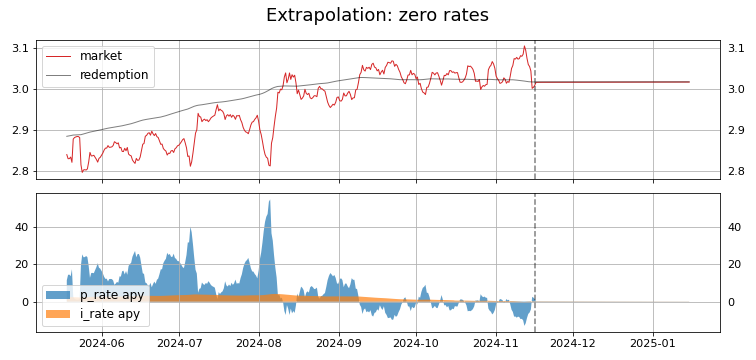 Extrapolation: zero rates
3.1 3.1
market
redemption
3.0 3.0
2.9 2.9
2.8 2.8
40 40
20 20
p_rate apy
0 0
i_rate apy
2024-06 2024-07 2024-08 2024-09 2024-10 2024-11 2024-12 2025-01